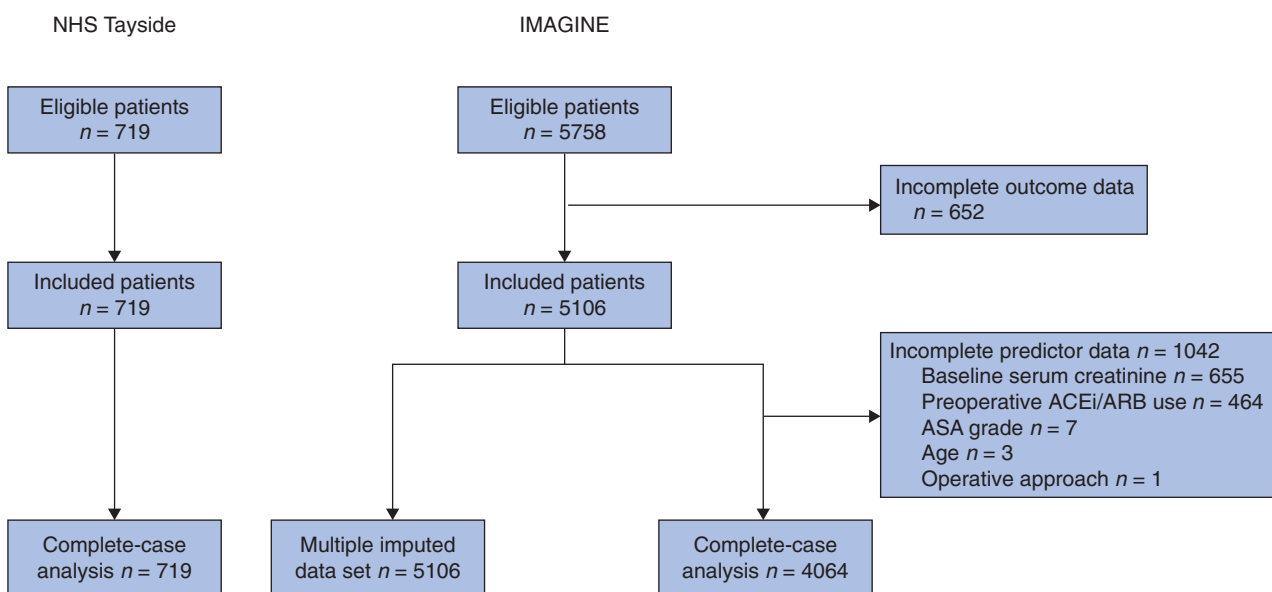 NHS Tayside
IMAGINE
Eligible patients
n = 719
Eligible patients
n = 5758
Incomplete outcome data
n = 652
Included patients
n = 719
Included patients
n = 5106
Incomplete predictor data n = 1042
Baseline serum creatinine n = 655
Preoperative ACEi/ARB use n = 464
ASA grade n = 7
Age n = 3
Operative approach n = 1
Complete-case
analysis n = 719
Multiple imputed
data set n = 5106
Complete-case
analysis n = 4064